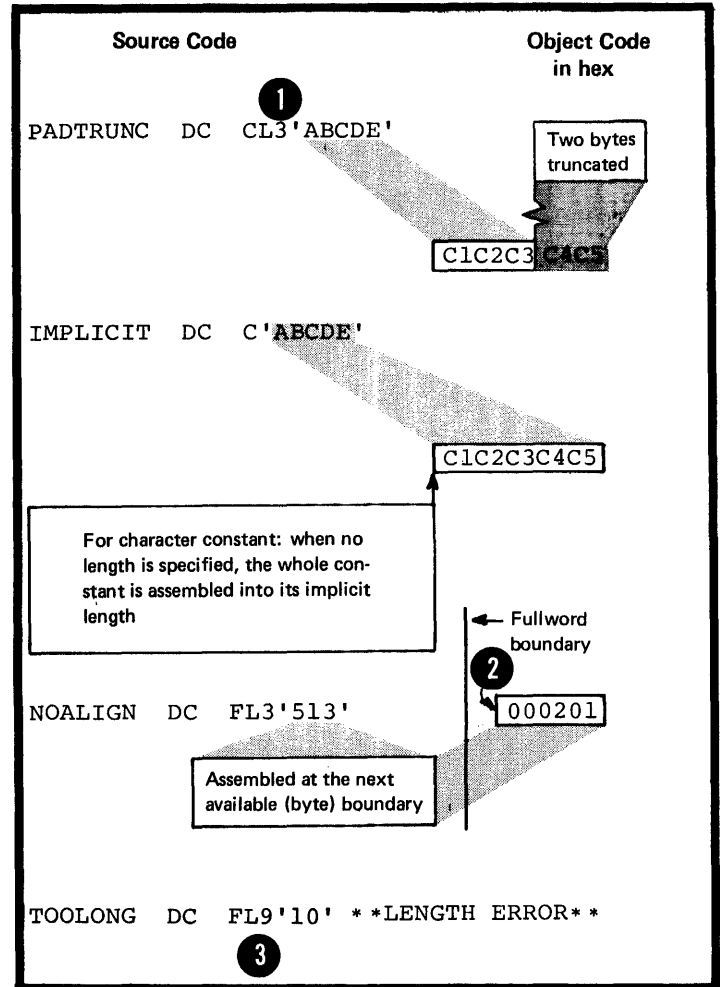 Source Code
Object Code
in hex
1
PADTRUNC DC CL3'ABCDE'
Two bytes
truncated
C1C2C3 C4C5
IMPLICIT DC C'ABCDE'
C1C2C3C4C5
For character constant: when no
length is specified, the whole con-
stant is assembled into its implicit
length
Fullword
boundary
2
NOALIGN DC FL3'513'
000201
Assembled at the next
available (byte) boundary
TOOLONG DC FL9'10' **LENGTH ERROR**
3